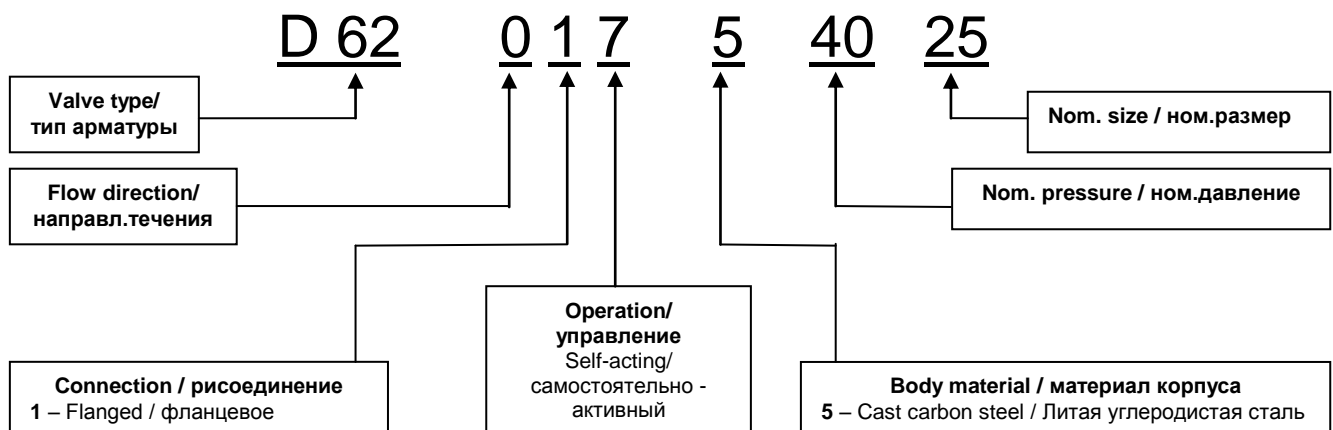 D 62 0 1 7 5 40 25
Valve type/
тип арматуры
Nom. size / ном.размер
Flow direction/
направл.течения
Nom. pressure / ном.давление
Operation/
управление
Self-acting/
самостоятельно -
активный
Connection / рисоединение
1 – Flanged / фланцевое
Body material / материал корпуса
5 – Cast carbon steel / Литая углеродистая сталь